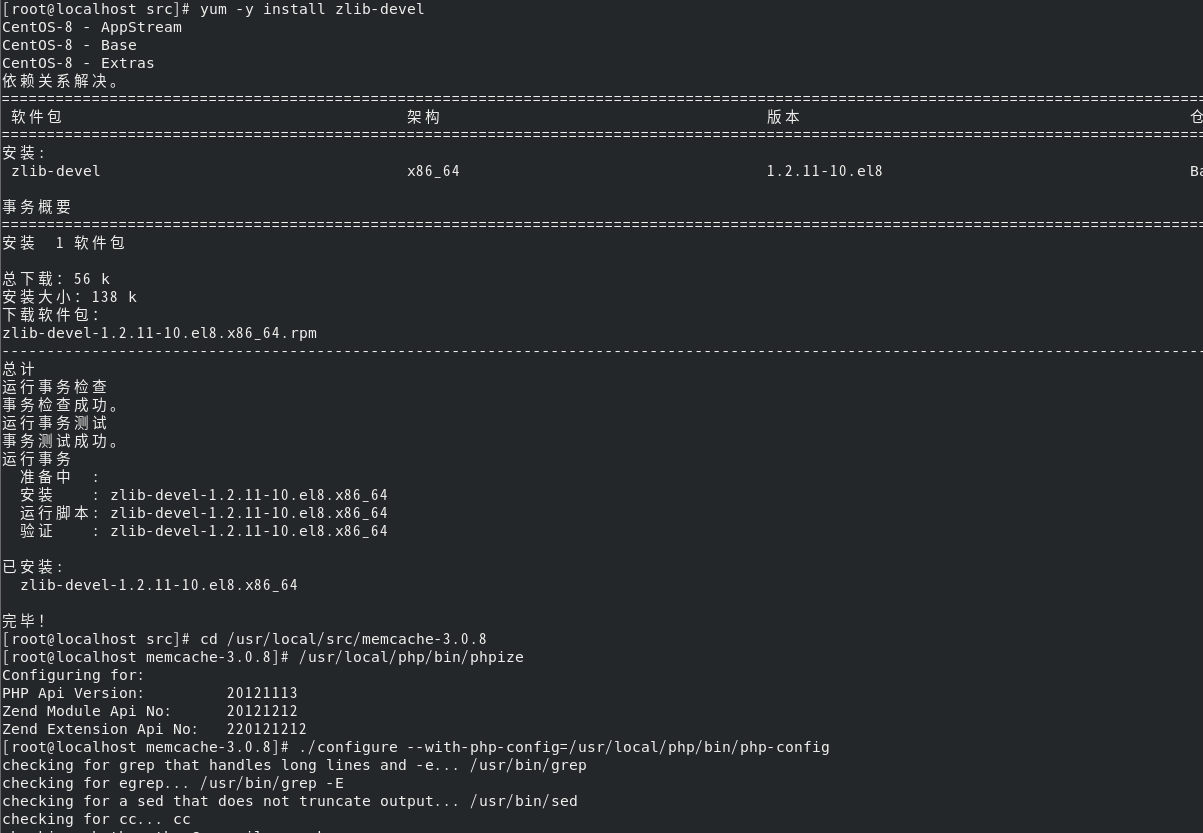 [root@localhost src]# yum -y install zlib-devel
CentOS-8 - AppStream
CentOS-8 - Base
CentOS-8 - Extras
依赖关系解决。
================================================================================
软件包 架构 版本
================================================================================
安装:
zlib-devel x86_64 1.2.11-10.el8
事务概要
================================================================================
安装 1 软件包
总下载：56 k
安装大小：138 k
下载软件包：
zlib-devel-1.2.11-10.el8.x86_64.rpm
--------------------------------------------------------------------------------
总计
运行事务检查
事务检查成功。
运行事务测试
事务测试成功。
运行事务
准备中 :
安装 : zlib-devel-1.2.11-10.el8.x86_64
运行脚本: zlib-devel-1.2.11-10.el8.x86_64
验证 : zlib-devel-1.2.11-10.el8.x86_64
已安装:
zlib-devel-1.2.11-10.el8.x86_64
完毕！
[root@localhost src]# cd /usr/local/src/memcache-3.0.8
[root@localhost memcache-3.0.8]# /usr/local/php/bin/phpize
Configuring for:
PHP Api Version: 20121113
Zend Module Api No: 20121212
Zend Extension Api No: 220121212
[root@localhost memcache-3.0.8]# ./configure --with-php-config=/usr/local/php/bin/php-config
checking for grep that handles long lines and -e... /usr/bin/grep
checking for egrep... /usr/bin/grep -E
checking for a sed that does not truncate output... /usr/bin/sed
checking for cc... cc